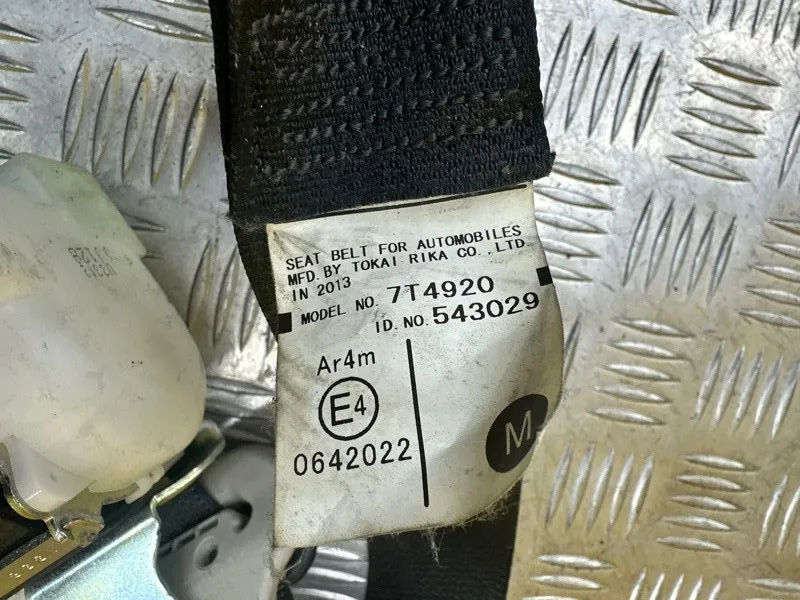 SEAT BELT FOR AUTOMOBILES
MFD. BY TOKAI RIKA CO., LTD.
IN 2013
MODEL NO. 7T4920
ID. NO. 543029
Ar4m
E4
0642022
M